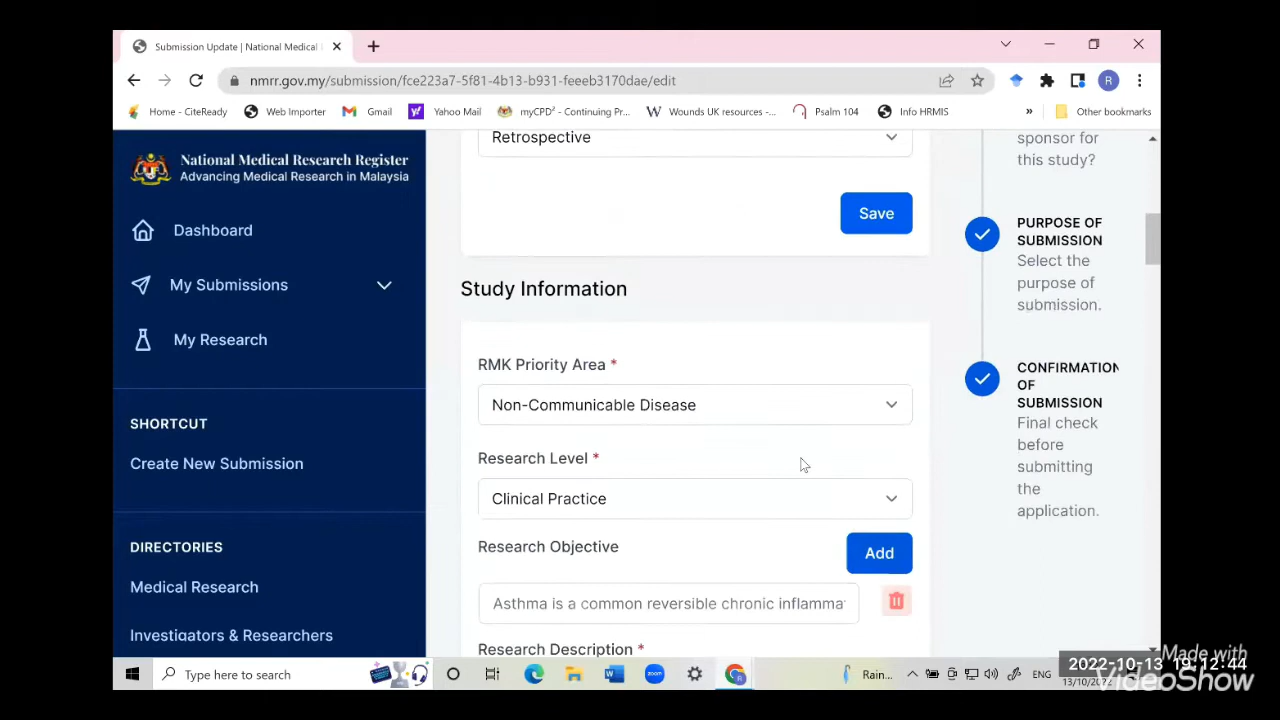 Submission Update | National Medical
nmrr.gov.my/submission/fce223a7-5f81-4b13-b931-feeeb3170dae/edit
R
Home - CiteReady
Web Importer
Gmail
Yahoo Mail
myCPD² - Continuing Pr...
Wounds UK resources -...
Psalm 104
Info HRMIS
»
Other bookmarks
National Medical Research Register
Advancing Medical Research in Malaysia
Dashboard
My Submissions
My Research
SHORTCUT
Create New Submission
DIRECTORIES
Medical Research
Investigators & Researchers
Retrospective
Save
Study Information
RMK Priority Area *
Non-Communicable Disease
Research Level *
Clinical Practice
Research Objective
Add
Asthma is a common reversible chronic inflammat
Research Description *
sponsor for
this study?
PURPOSE OF
SUBMISSION
Select the
purpose of
submission.
CONFIRMATION
OF
SUBMISSION
Final check
before
submitting
the
application.
Type here to search
zoom
Rain...
ENG
13/10/2022
2022-10-13 19:12:44
Made with
VideoShow